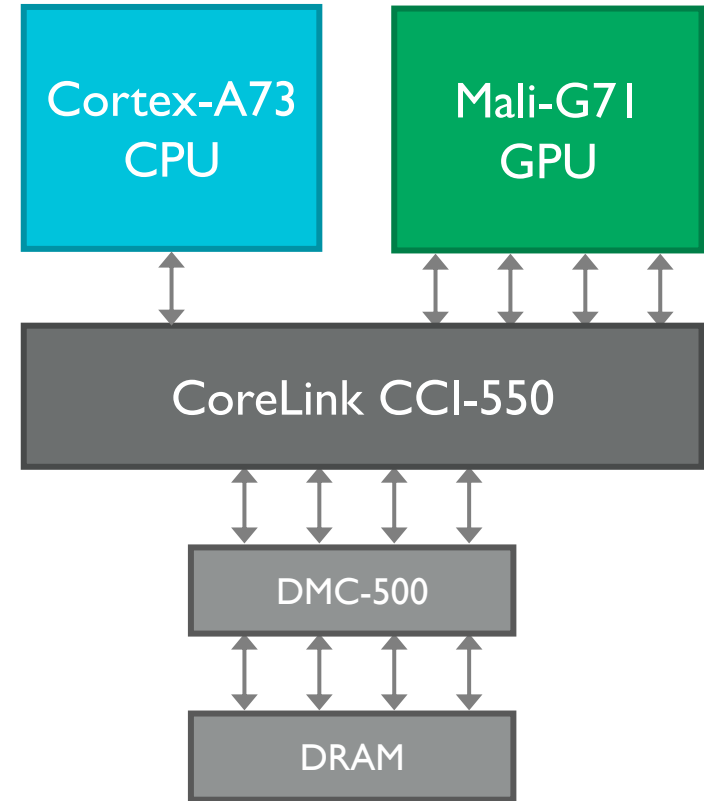 Cortex-A73
CPU
Mali-G71
GPU
CoreLink CCI-550
DMC-500
DRAM